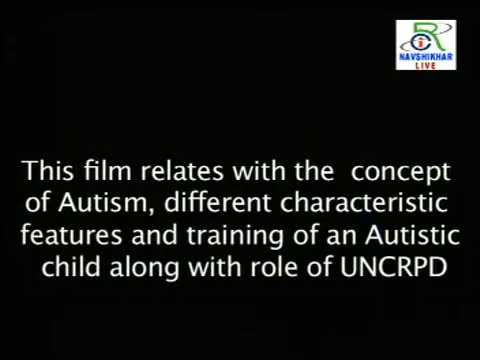 R
NAVSHIKHAR
LIVE
This film relates with the concept
of Autism, different characteristic
features and training of an Autistic
child along with role of UNCRPD